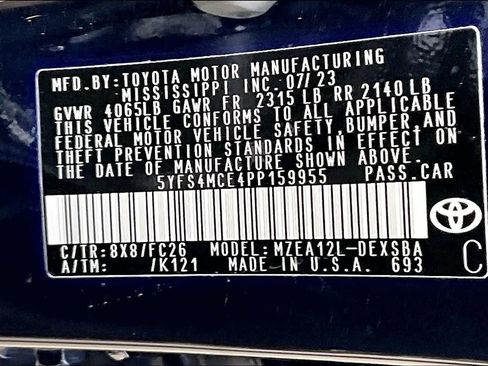 MFD.BY:TOYOTA MOTOR MANUFACTURING
MISSISSIPPI INC.07/23
GVWR 4065LB GAWR FR 2315LB RR 2140LB
THIS VEHICLE CONFORMS TO ALL APPLICABLE
FEDERAL MOTOR VEHICLE SAFETY,BUMPER,AND
THEFT PREVENTION STANDARDS IN EFFECT ON
THE DATE OF MANUFACTURE SHOWN ABOVE.
5YFS4MCE4PP159955 PASS.CAR
C/TR:8X8/FC26 MODEL:MZEA12L-DEXSBA
A/TM: /K121 MADE IN U.S.A. 693 C